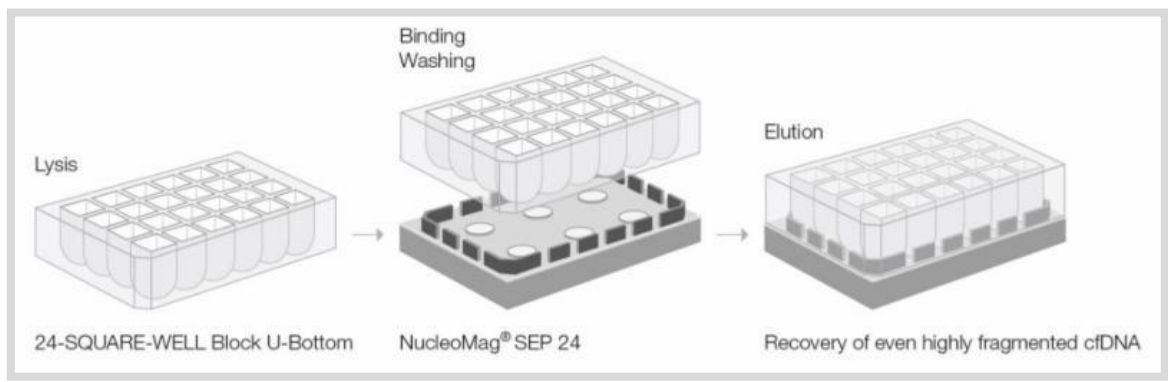 Lysis
Binding
Washing
Elution
24-SQUARE-WELL Block U-Bottom
NucleoMag® SEP 24
Recovery of even highly fragmented cfDNA